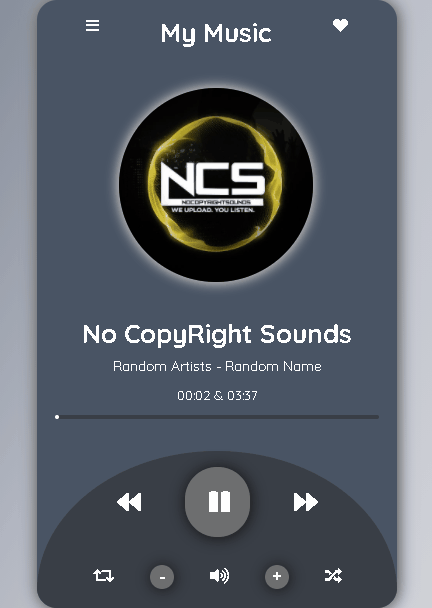 My Music
NCS
NOCOPYRIGHTSOUNDS
WE UPLOAD. YOU LISTEN.
No CopyRight Sounds
Random Artists - Random Name
00:02 & 03:37
- +